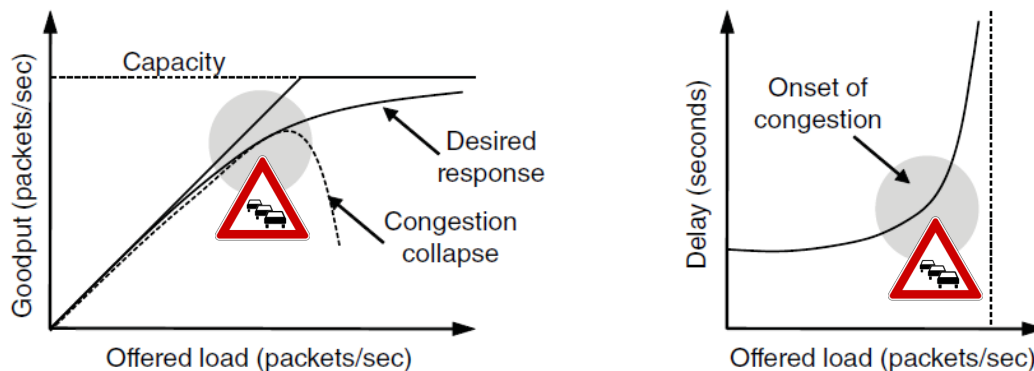 Capacity
Desired
response
Congestion
collapse
Goodput (packets/sec)
Offered load (packets/sec)
Onset of
congestion
Delay (seconds)
Offered load (packets/sec)